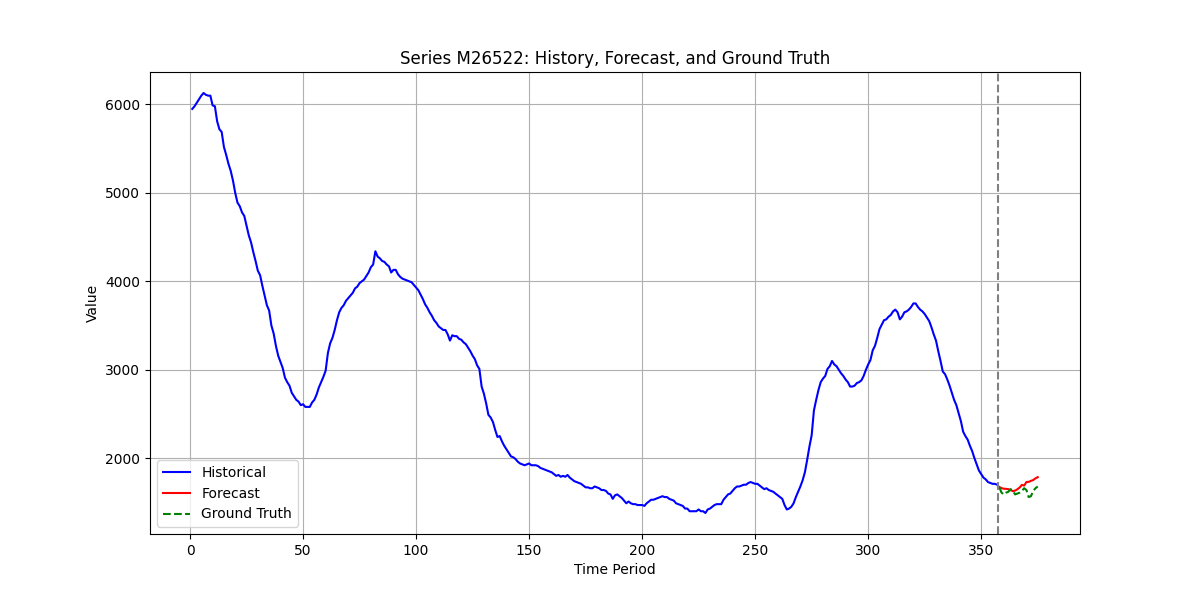 Series M26522: History, Forecast, and Ground Truth
6000
5000
4000
3000
2000
Value
Historical
Forecast
Ground Truth
0 50 100 150 200 250 300 350
Time Period